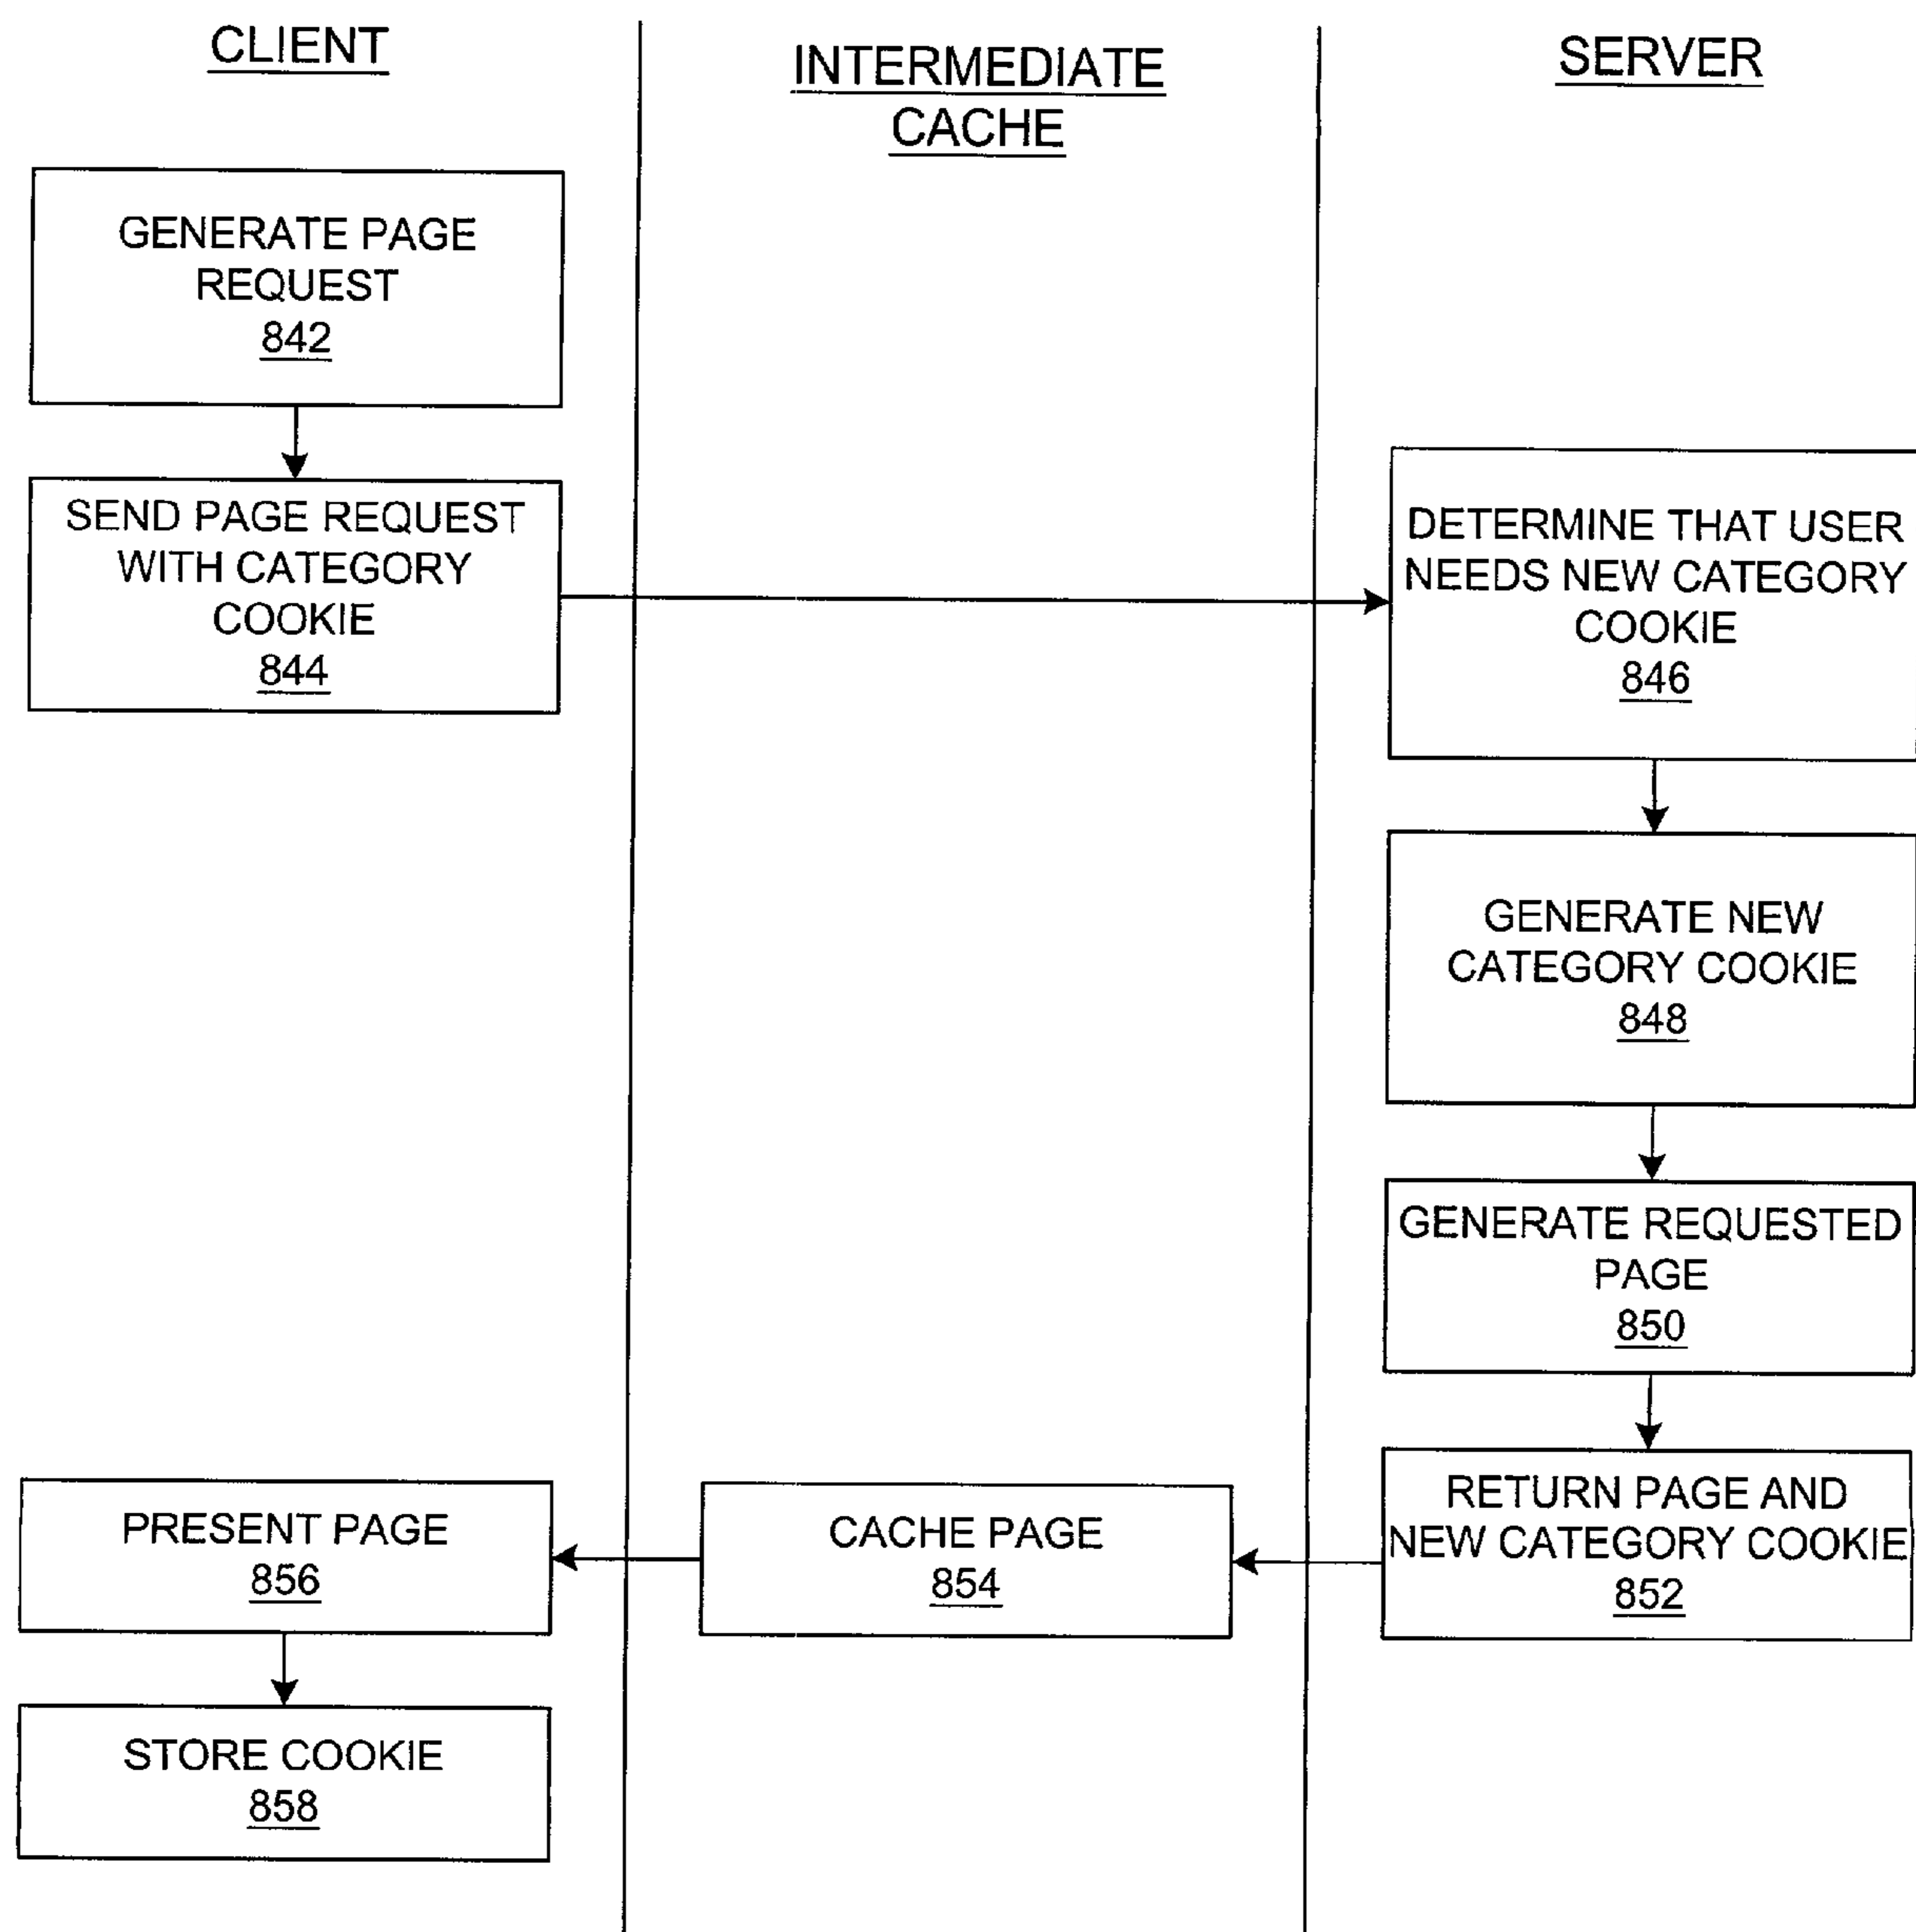 CLIENT
INTERMEDIATE
CACHE
SERVER
GENERATE PAGE
REQUEST
842
SEND PAGE REQUEST
WITH CATEGORY
COOKIE
844
DETERMINE THAT USER
NEEDS NEW CATEGORY
COOKIE
846
GENERATE NEW
CATEGORY COOKIE
848
GENERATE REQUESTED
PAGE
850
RETURN PAGE AND
NEW CATEGORY COOKIE
852
CACHE PAGE
854
PRESENT PAGE
856
STORE COOKIE
858